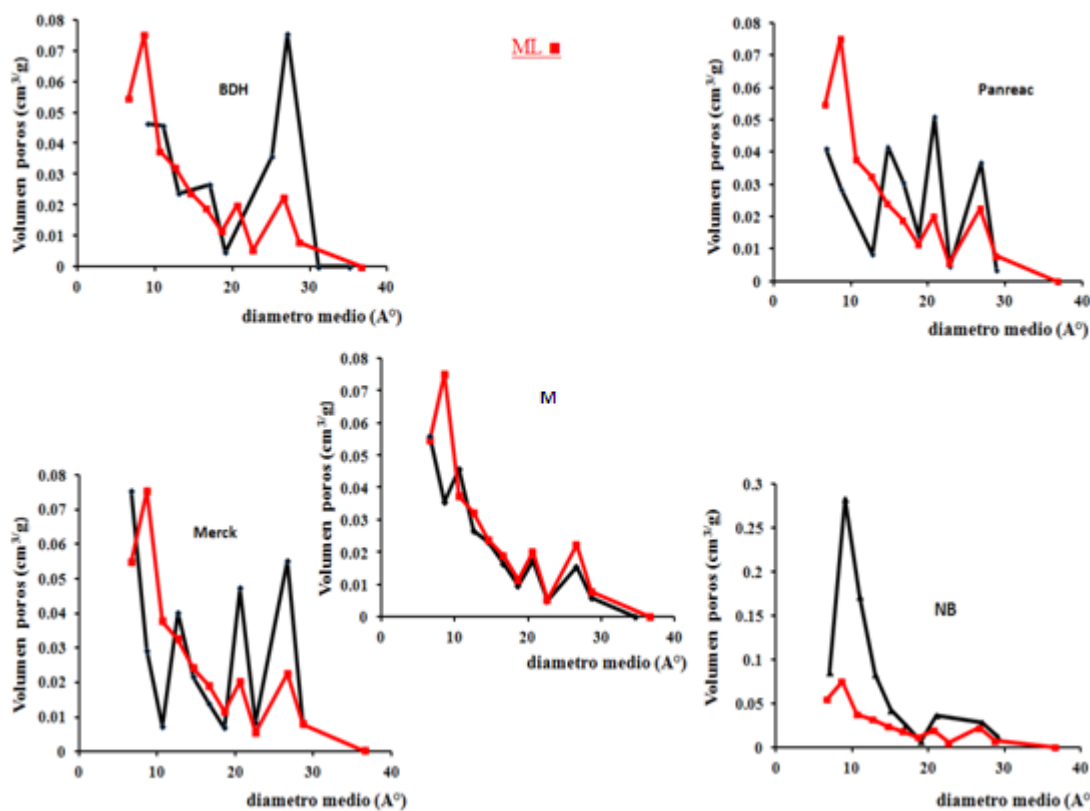 ML
BDH
Volumen poros (cm³/g)
0.08
0.07
0.06
0.05
0.04
0.03
0.02
0.01
0
0 10 20 30 40
diametro medio (A°)
Panreac
Volumen poros (cm³/g)
0.08
0.07
0.06
0.05
0.04
0.03
0.02
0.01
0
0 10 20 30 40
diametro medio (A°)
M
Volumen poros (cm³/g)
0.08
0.07
0.06
0.05
0.04
0.03
0.02
0.01
0
0 10 20 30 40
diametro medio (A°)
Merck
Volumen poros (cm³/g)
0.08
0.07
0.06
0.05
0.04
0.03
0.02
0.01
0
0 10 20 30 40
diametro medio (A°)
NB
Volumen poros (cm³/g)
0.3
0.25
0.2
0.15
0.1
0.05
0
0 10 20 30 40
diametro medio (A°)